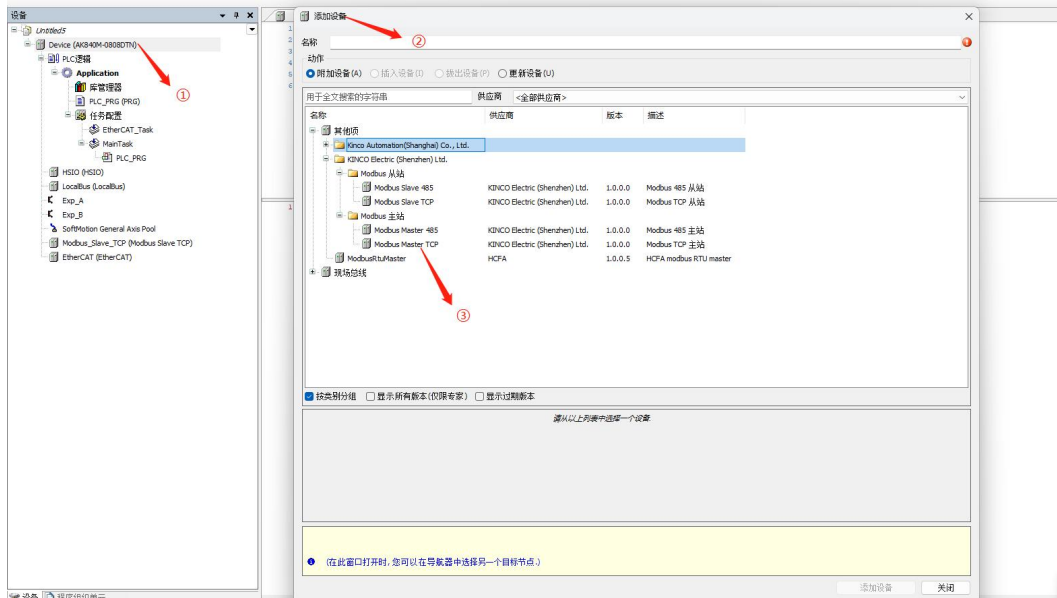 设备
Untitled5
Device (AKB40M-0808DTN)
PLC逻辑
Application
库管理器
PLC_PRG (PRG)
任务配置
EtherCAT_Task
MainTask
PLC_PRG
HSIO (HSIO)
LocalBus (LocalBus)
Exp_A
Exp_B
SoftMotion General Axis Pool
Modbus_Slave_TCP (Modbus Slave TCP)
EtherCAT (EtherCAT)
①
1
2
3
4
5
6
1
添加设备
②
名称
动作
附加设备(A) 插入设备(I) 拔出设备(P) 更新设备(U)
用于全文搜索的字符串 供应商 <全部供应商>
名称 供应商 版本 描述
其他项
Kinco Automation(Shanghai) Co., Ltd.
KINCO Electric (Shenzhen) Ltd.
Modbus 从站
Modbus Slave 485 KINCO Electric (Shenzhen) Ltd. 1.0.0.0 Modbus 485 从站
Modbus Slave TCP KINCO Electric (Shenzhen) Ltd. 1.0.0.0 Modbus TCP 从站
Modbus 主站
Modbus Master 485 KINCO Electric (Shenzhen) Ltd. 1.0.0.0 Modbus 485 主站
Modbus Master TCP KINCO Electric (Shenzhen) Ltd. 1.0.0.0 Modbus TCP 主站
ModbusRtuMaster HCFA 1.0.0.5 HCFA modbus RTU master
现场总线
③
按类别分组 显示所有版本(仅限专家) 显示过期版本
请从以上列表中选择一个设备.
(在此窗口打开时, 您可以在导航器中选择另一个目标节点.)
添加设备 关闭
设备